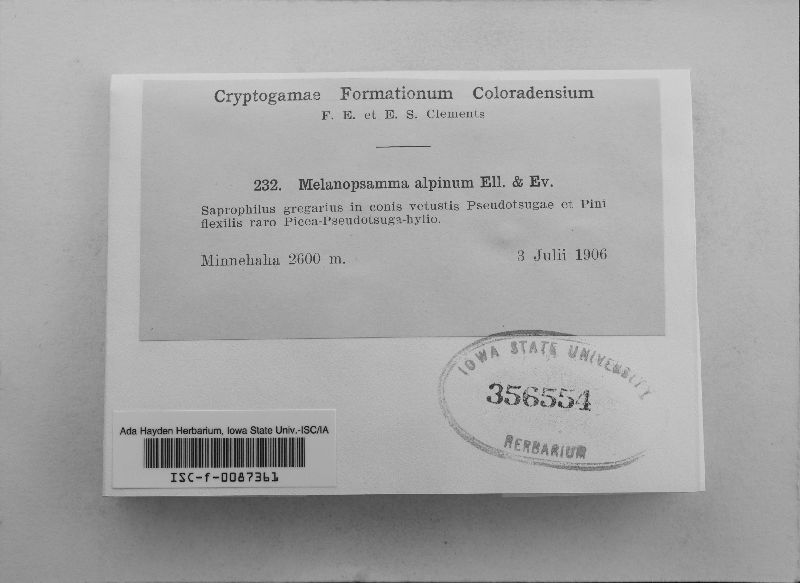 Cryptogamae Formationum Coloradensium
F. E. et E. S. Clements
232. Melanopsamma alpinum Ell. & Ev.
Saprophilus gregarius in conis vetustis Pseudotsugae et Pini
flexilis raro Picea-Pseudotsuga-hylio.
Minnehaha 2600 m. 3 Julii 1906
IOWA STATE UNIVERSITY
356554
HERBARIUM
Ada Hayden Herbarium, Iowa State Univ.-ISC/IA
ISC-f-0087361